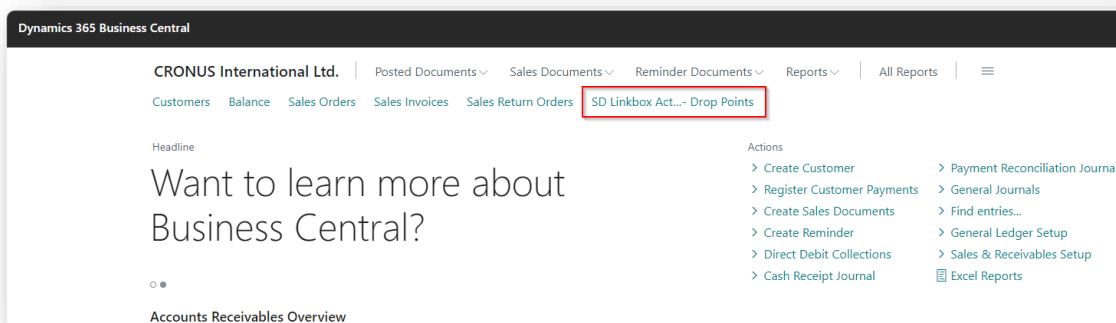 Dynamics 365 Business Central
CRONUS International Ltd. Posted Documents Sales Documents Reminder Documents Reports All Reports
Customers Balance Sales Orders Sales Invoices Sales Return Orders SD Linkbox Act...- Drop Points
Headline
Want to learn more about
Business Central?
Actions
Create Customer
Register Customer Payments
Create Sales Documents
Create Reminder
Direct Debit Collections
Cash Receipt Journal
Payment Reconciliation Journa
General Journals
Find entries...
General Ledger Setup
Sales & Receivables Setup
Excel Reports
Accounts Receivables Overview